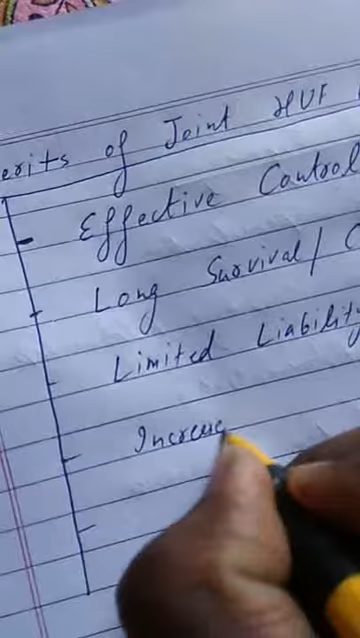 erits of Joint HUF
Effective Control
Long Survival / C
Limited Liability
Increase